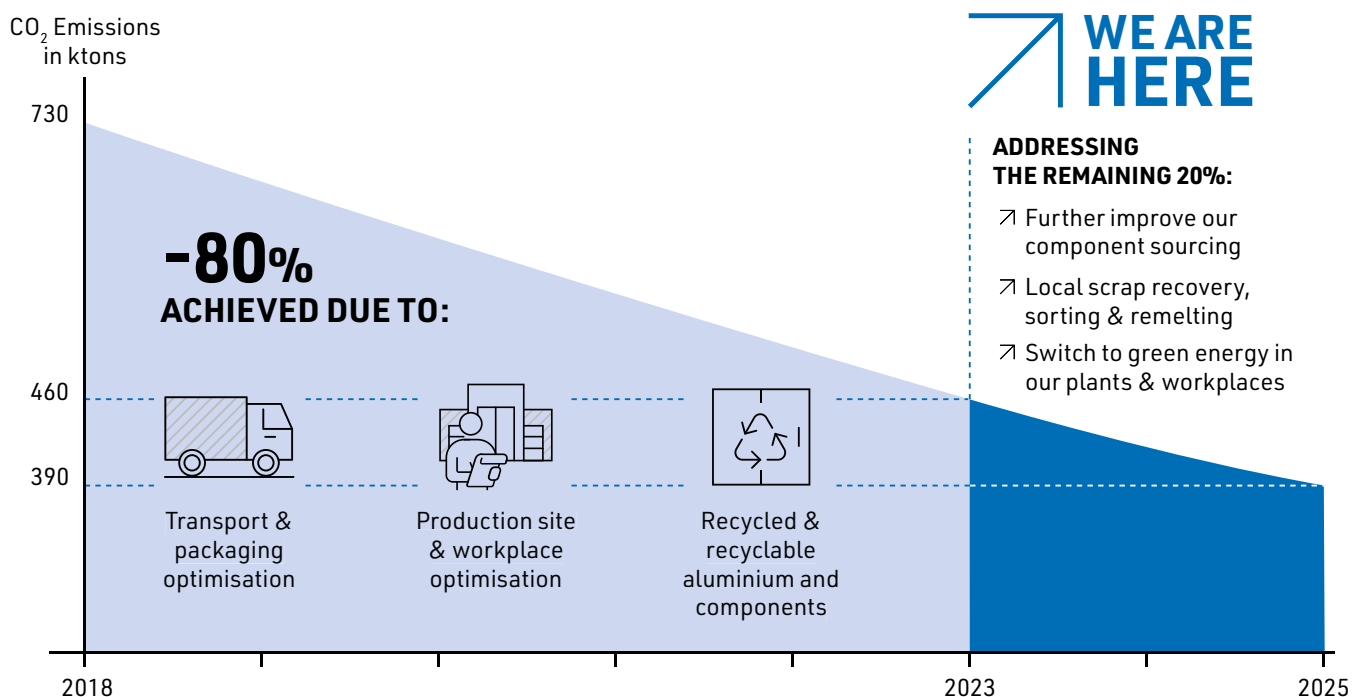 CO₂ Emissions
in ktons
730
460
390
WE ARE
HERE
ADDRESSING
THE REMAINING 20%:
Further improve our
component sourcing
Local scrap recovery,
sorting & remelting
Switch to green energy in
our plants & workplaces
-80%
ACHIEVED DUE TO:
Transport &
packaging
optimisation
Production site
& workplace
optimisation
Recycled &
recyclable
aluminium and
components
2018
2023
2025